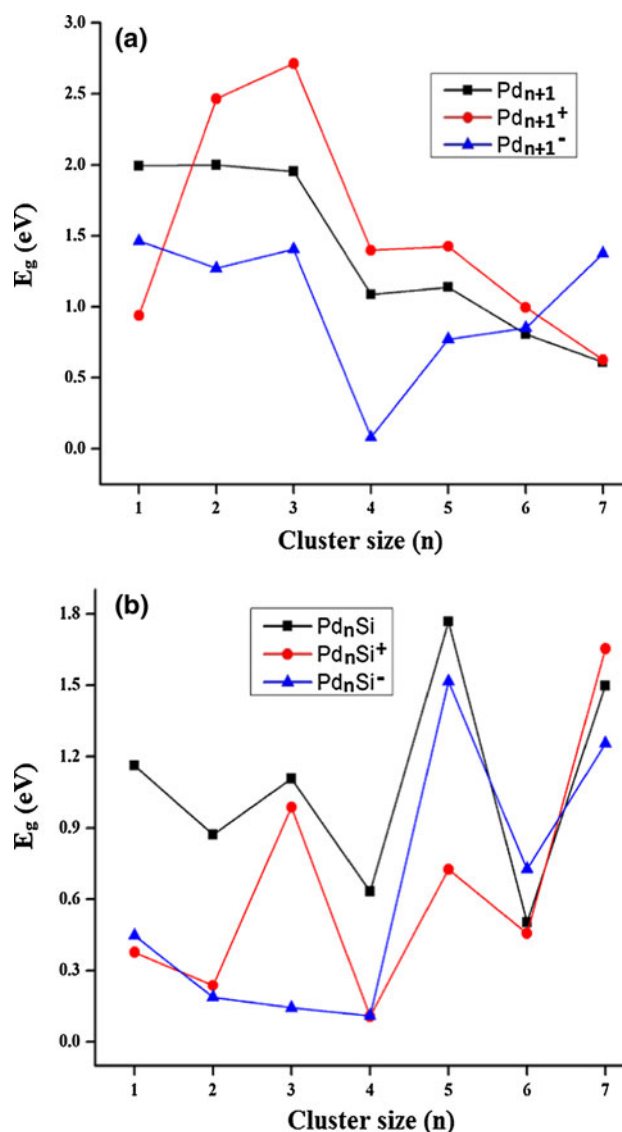 (a)
3.0
2.5
2.0
1.5
1.0
0.5
0.0
Eg (eV)
Pdn+1
Pdn+1+
Pdn+1-
1 2 3 4 5 6 7
Cluster size (n)
(b)
1.8
1.5
1.2
0.9
0.6
0.3
0.0
Eg (eV)
PdnSi
PdnSi+
PdnSi-
1 2 3 4 5 6 7
Cluster size (n)